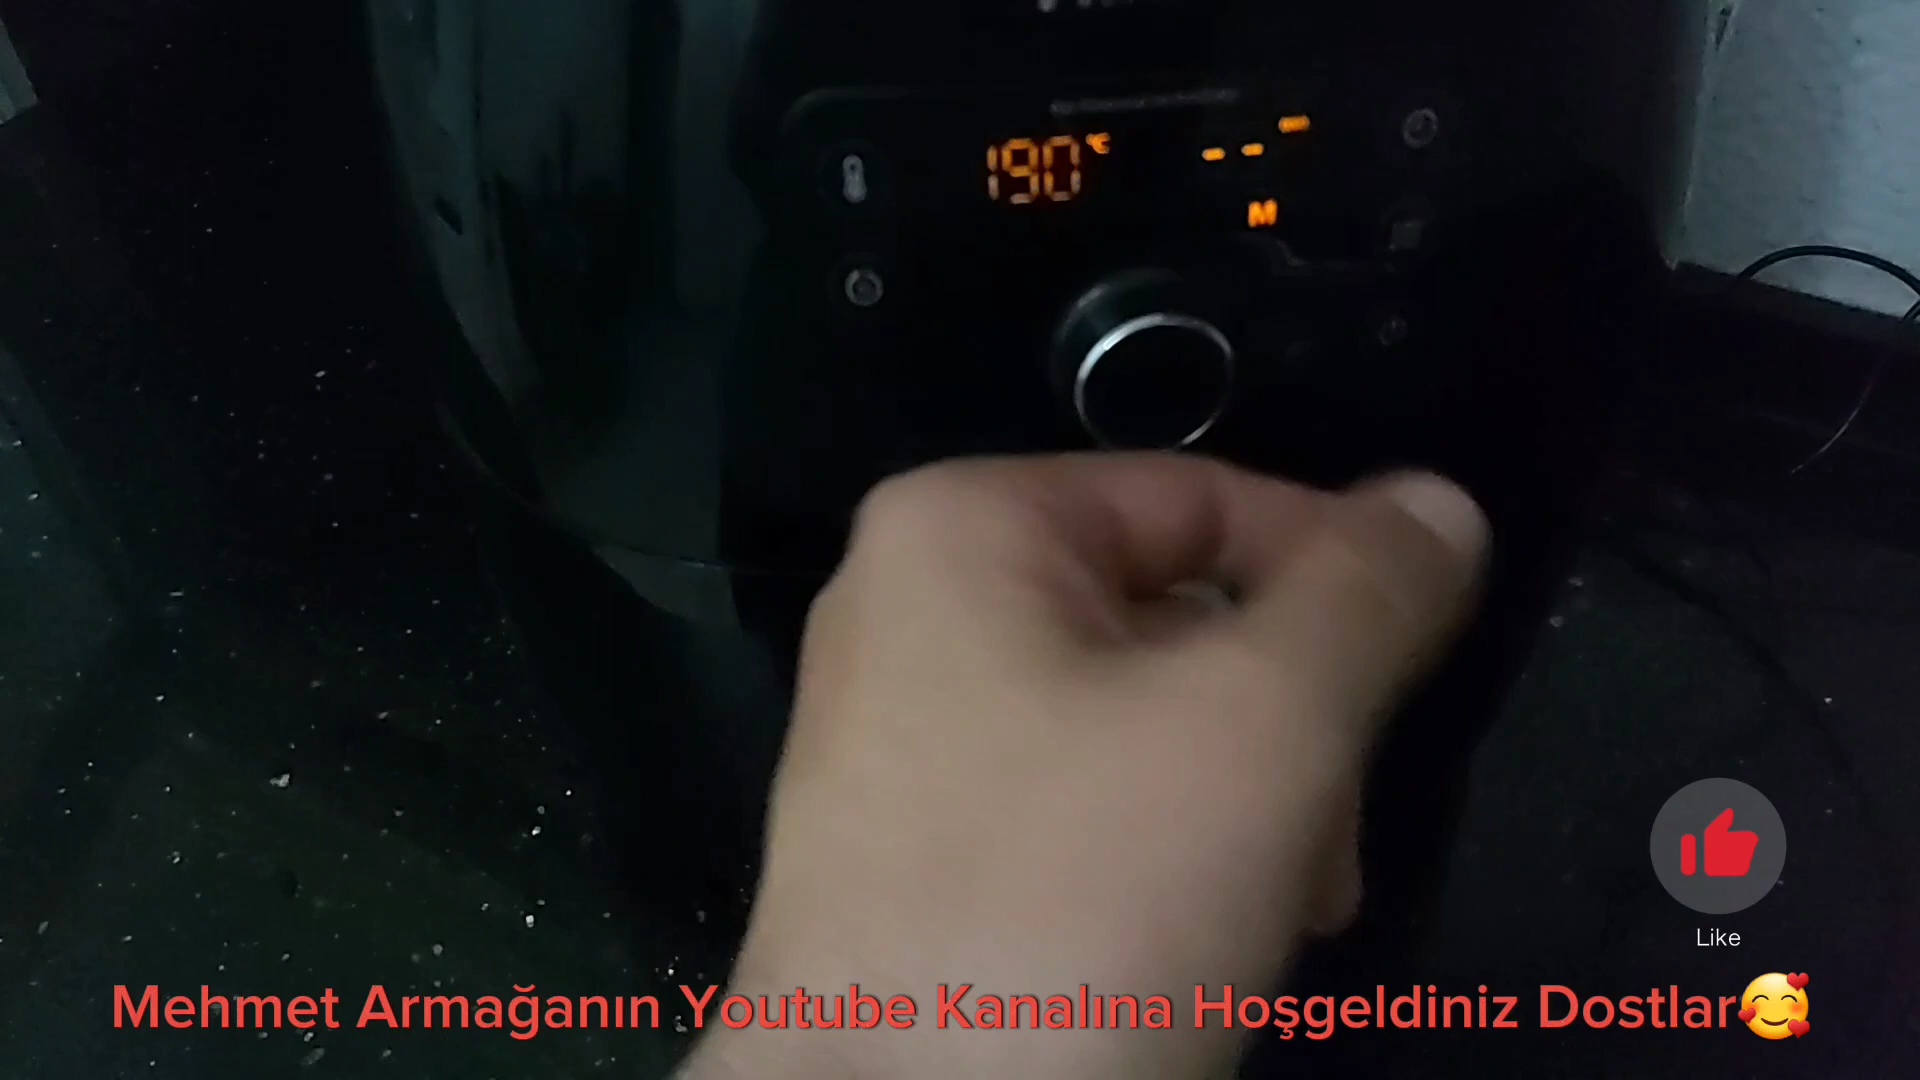 190°C
M
Like
Mehmet Armağanın Youtube Kanalına Hoşgeldiniz Dostlar🥰